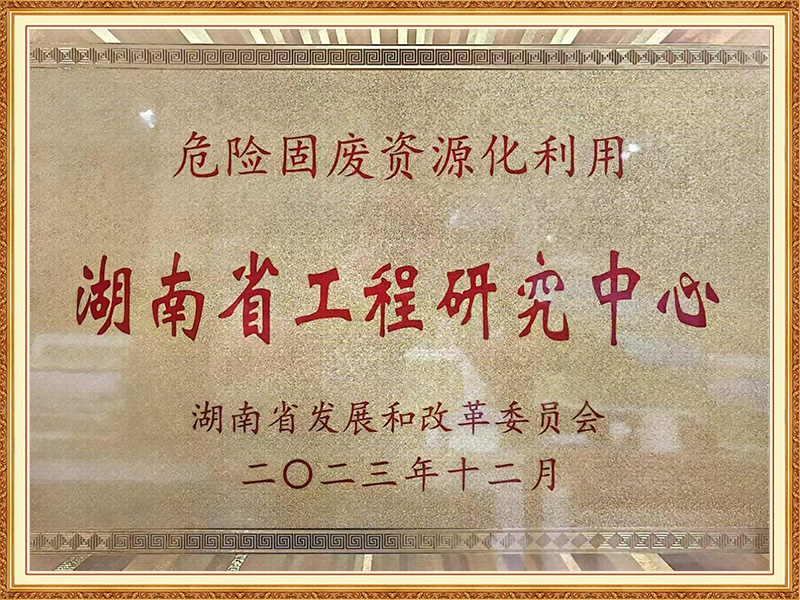 危险固废资源化利用
湖南省工程研究中心
湖南省发展和改革委员会
二〇二三年十二月